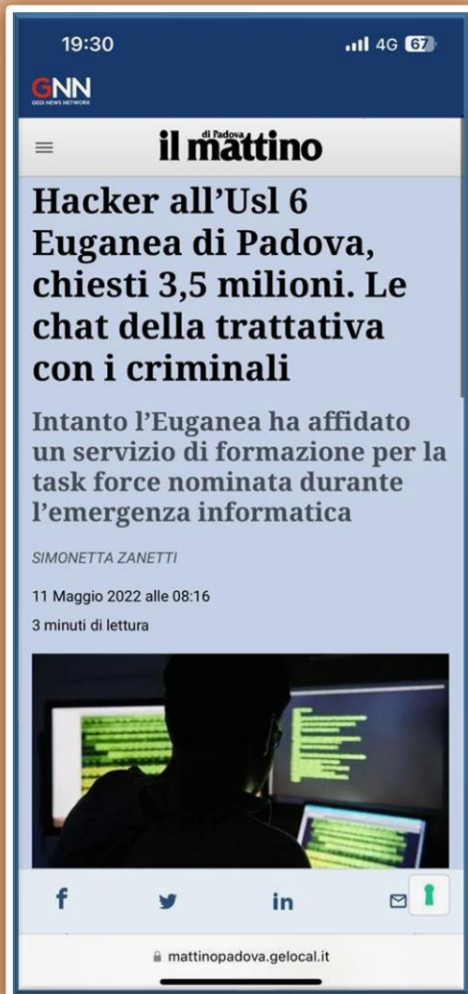 19:30
4G 67
GNN
GEDI NEWS NETWORK
il mattino
di Padova
Hacker all'Usl 6
Euganea di Padova,
chiesti 3,5 milioni. Le
chat della trattativa
con i criminali
Intanto l'Euganea ha affidato
un servizio di formazione per la
task force nominata durante
l'emergenza informatica
SIMONETTA ZANETTI
11 Maggio 2022 alle 08:16
3 minuti di lettura
f
in
mattinopadova.gelocal.it